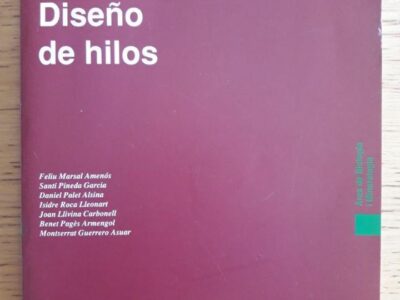 Diseño
de hilos
Feliu Marsal Amenós
Santi Pineda García
Daniel Palet Alsina
Isidre Roca Lleonart
Joan Llivina Carbonell
Benet Pagès Armengol
Montserrat Guerrero Asuar